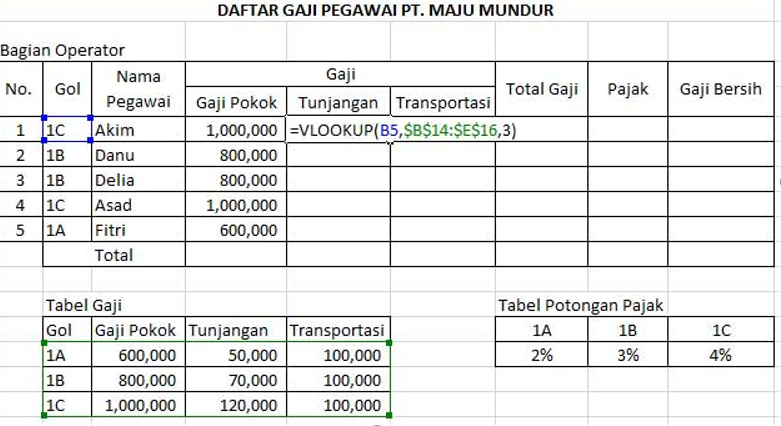 DAFTAR GAJI PEGAWAI PT. MAJU MUNDUR
Bagian Operator
No. Gol Nama Pegawai Gaji Total Gaji Pajak Gaji Bersih
Gaji Pokok Tunjangan Transportasi
1 1C Akim 1,000,000 =VLOOKUP(B5,$B$14:$E$16,3)
2 1B Danu 800,000
3 1B Delia 800,000
4 1C Asad 1,000,000
5 1A Fitri 600,000
Total
Tabel Gaji Tabel Potongan Pajak
Gol Gaji Pokok Tunjangan Transportasi 1A 1B 1C
1A 600,000 50,000 100,000 2% 3% 4%
1B 800,000 70,000 100,000
1C 1,000,000 120,000 100,000